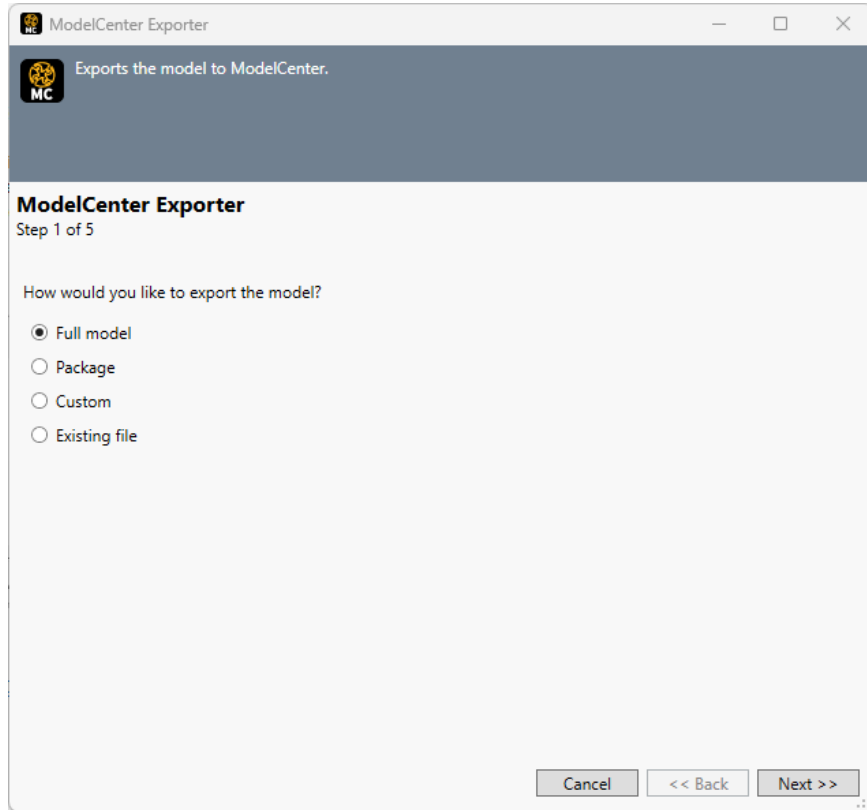 ModelCenter Exporter
MC
Exports the model to ModelCenter.
MC
ModelCenter Exporter
Step 1 of 5
How would you like to export the model?
Full model
Package
Custom
Existing file
Cancel
<< Back
Next >>